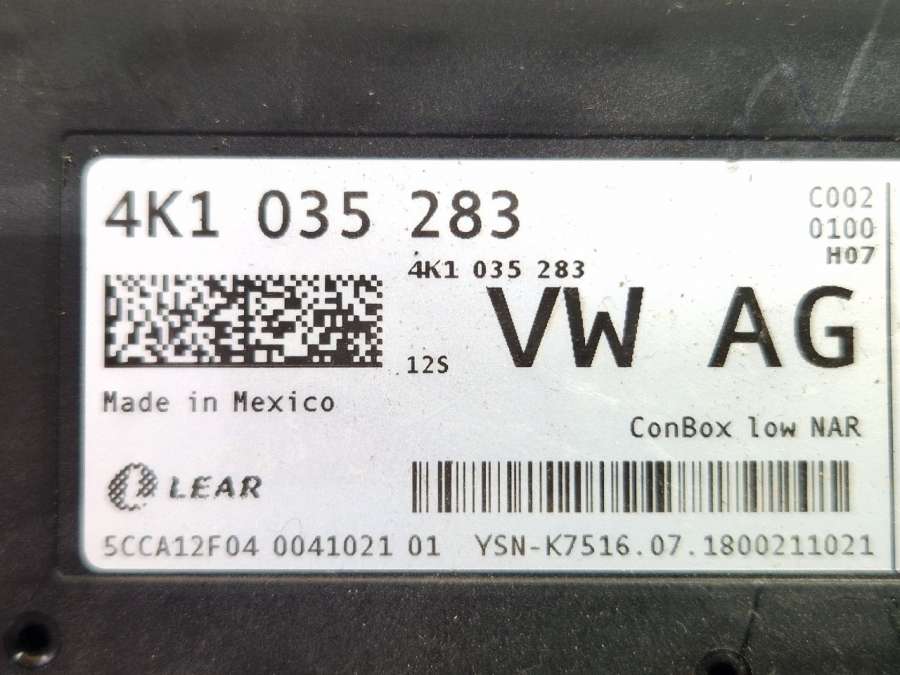 4K1 035 283
C002
0100
H07
4K1 035 283
VW AG
12S
Made in Mexico
ConBox low NAR
LEAR
5CCA12F04 0041021 01 YSN-K7516.07.1800211021